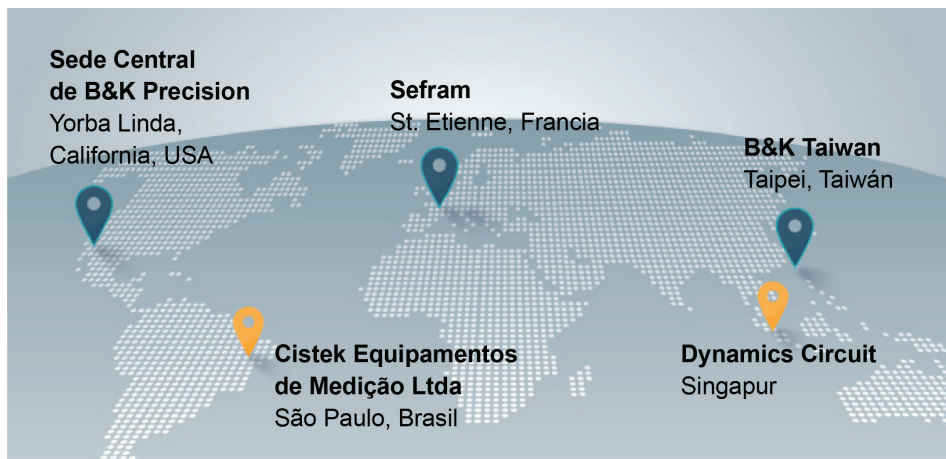 Sede Central
de B&K Precision
Yorba Linda,
California, USA
Sefram
St. Etienne, Francia
B&K Taiwan
Taipei, Taiwán
Cistek Equipamentos
de Medição Ltda
São Paulo, Brasil
Dynamics Circuit
Singapur